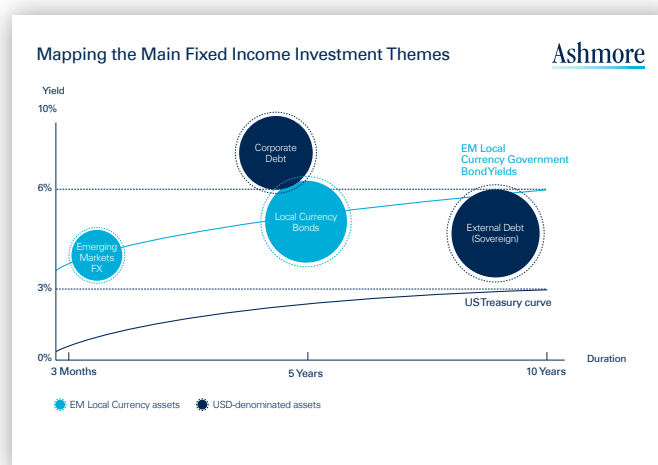 Mapping the Main Fixed Income Investment Themes
Ashmore
Yield
10%
Corporate
Debt
EM Local
Currency Government
Bond Yields
6%
Local Currency
Bonds
External Debt
(Sovereign)
Emerging
Markets
FX
3%
US Treasury curve
0%
Duration
3 Months
5 Years
10 Years
EM Local Currency assets
USD-denominated assets